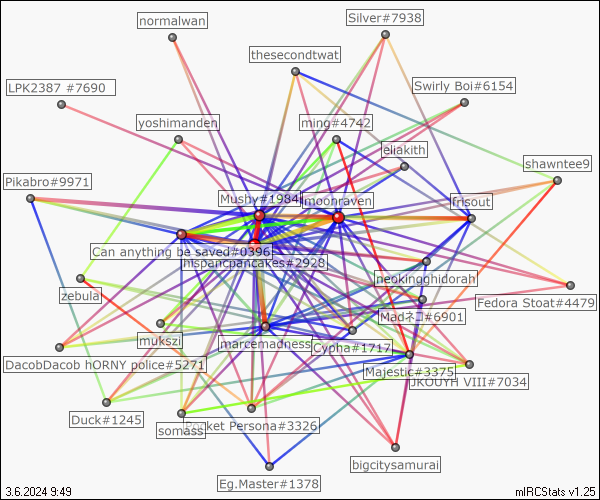 normalwan
Silver#7938
thesecondtwat
LPK2387 #7690
Swirly Boi#6154
yoshimanden
ming#4742
eliakith
shawntee9
Pikabro#9971
Mushy#1984
imoonraven
frisout
Can anything be saved#0396
hispancpancakes#2928
neokingghidorah
zebula
Fedora Stoat#4479
Madネコ#6901
mukszi
marcemadness
Cypha#1717
DacobDacob hORNY police#5271
Majestic#3375
JKOUYH VIII#7034
Duck#1245
somass
Pocket Persona#3326
bigcitysamurai
Eg.Master#1378
3.6.2024 9:49
mIRCStats v1.25